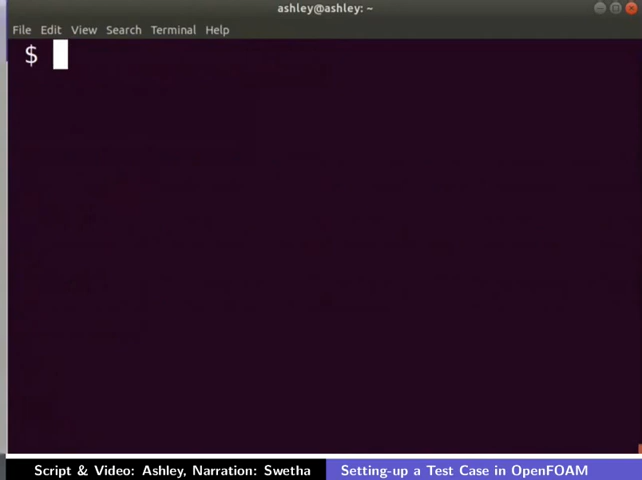 ashley@ashley: ~
File Edit View Search Terminal Help
$
Script & Video: Ashley, Narration: Swetha Setting-up a Test Case in OpenFOAM